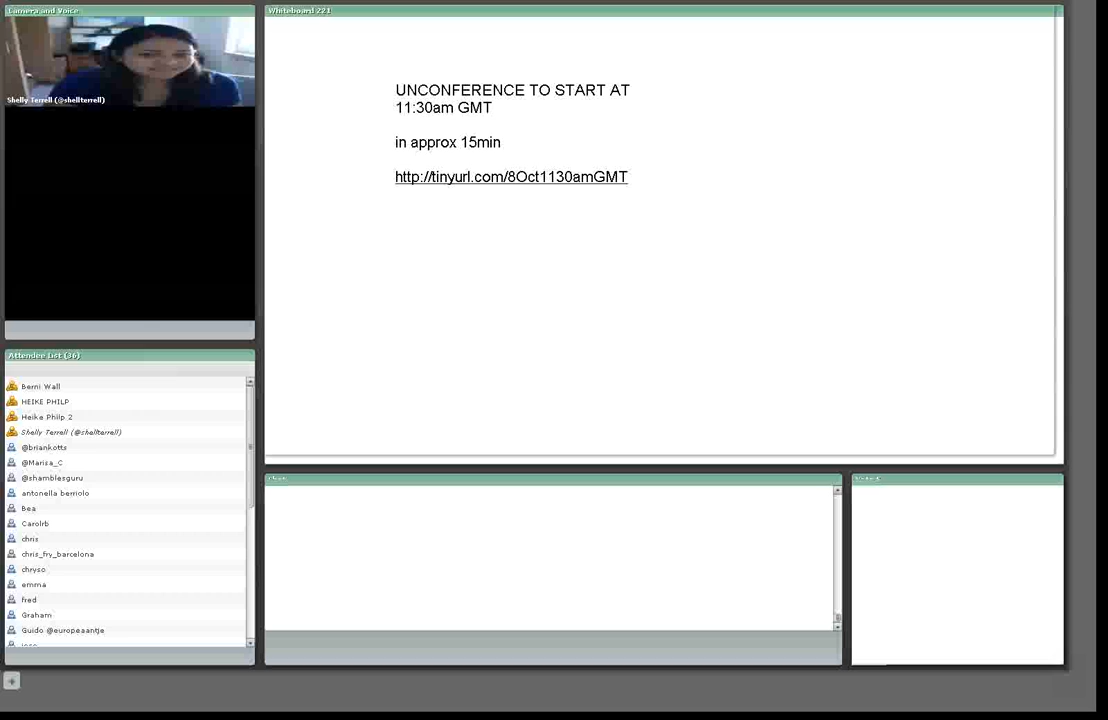 Camera and Voice
Shelly Terrell (@shellterrell)
Whiteboard 221
UNCONFERENCE TO START AT
11:30am GMT
in approx 15min
http://tinyurl.com/8Oct1130amGMT
Attendee List (36)
Berni Wall
HEIKE PHILP
Heike Philp 2
Shelly Terrell (@shellterrell)
@briankotts
@Marisa_C
@shamblesguru
antonella berriolo
Bea
Carolrb
chris
chris_fry_barcelona
chryso
emma
fred
Graham
Guido @europeaantje
Chat